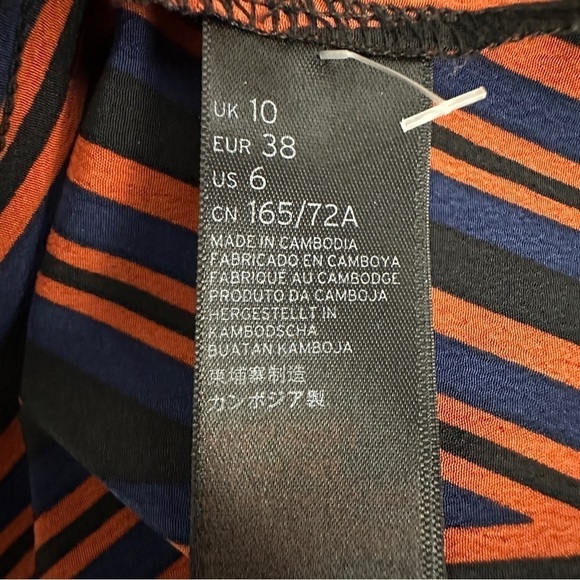 UK 10
EUR 38
US 6
CN 165/72A
MADE IN CAMBODIA
FABRICADO EN CAMBOYA
FABRIQUÉ AU CAMBODGE
PRODUTO DA CAMBOJA
HERGESTELLT IN
KAMBODSCHA
BUATAN KAMBOJA
柬埔寨制造
カンボジア製